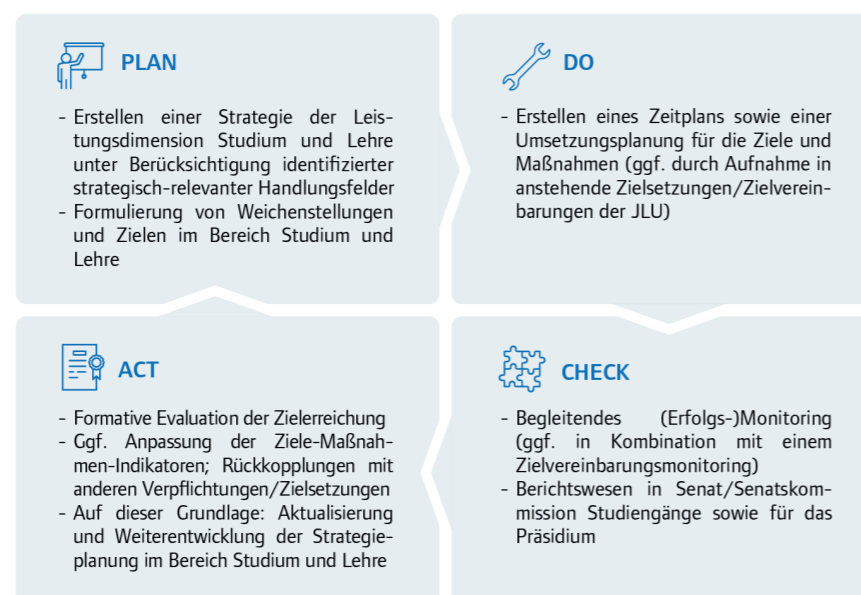 PLAN
- Erstellen einer Strategie der Leis-
tungsdimension Studium und Lehre
unter Berücksichtigung identifizierter
strategisch-relevanter Handlungsfelder
- Formulierung von Weichenstellungen
und Zielen im Bereich Studium und
Lehre
DO
- Erstellen eines Zeitplans sowie einer
Umsetzungsplanung für die Ziele und
Maßnahmen (ggf. durch Aufnahme in
anstehende Zielsetzungen/Zielverein-
barungen der JLU)
ACT
- Formative Evaluation der Zielerreichung
- Ggf. Anpassung der Ziele-Maßnah-
men-Indikatoren; Rückkopplungen mit
anderen Verpflichtungen/Zielsetzungen
- Auf dieser Grundlage: Aktualisierung
und Weiterentwicklung der Strategie-
planung im Bereich Studium und Lehre
CHECK
- Begleitendes (Erfolgs-)Monitoring
(ggf. in Kombination mit einem
Zielvereinbarungsmonitoring)
- Berichtswesen in Senat/Senatskom-
mission Studiengänge sowie für das
Präsidium